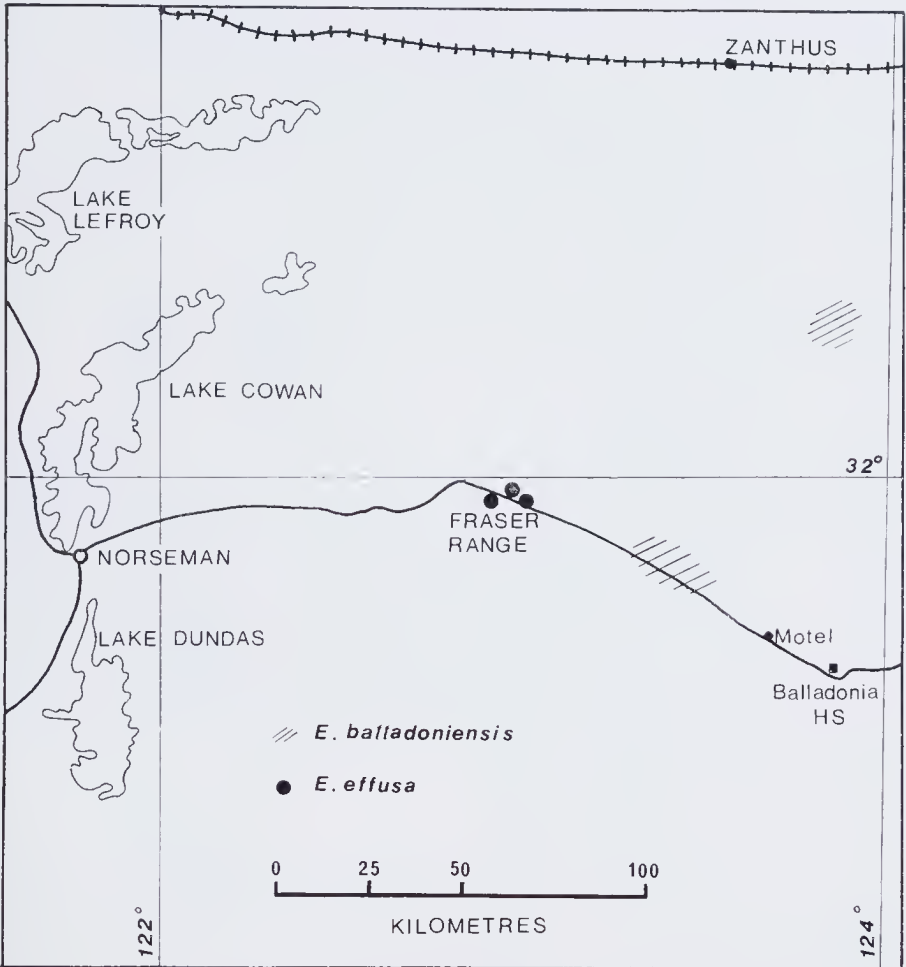 ZANTHUS
LAKE
LEFROY
LAKE COWAN
32°
FRASER
RANGE
NORSEMAN
LAKE DUNDAS
Motel
Balladonia
HS
E. balladoniensis
E. effusa
0 25 50 100
KILOMETRES
122°
124°